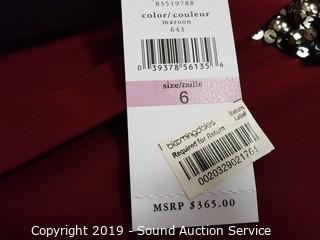 83519788
color/couleur
maroon
643
0 39378 56135 6
size/taille
6
bloomingdales
Required for Return
Return
Label
0020329021761
MSRP $365.00
Copyright 2019 - Sound Auction Service